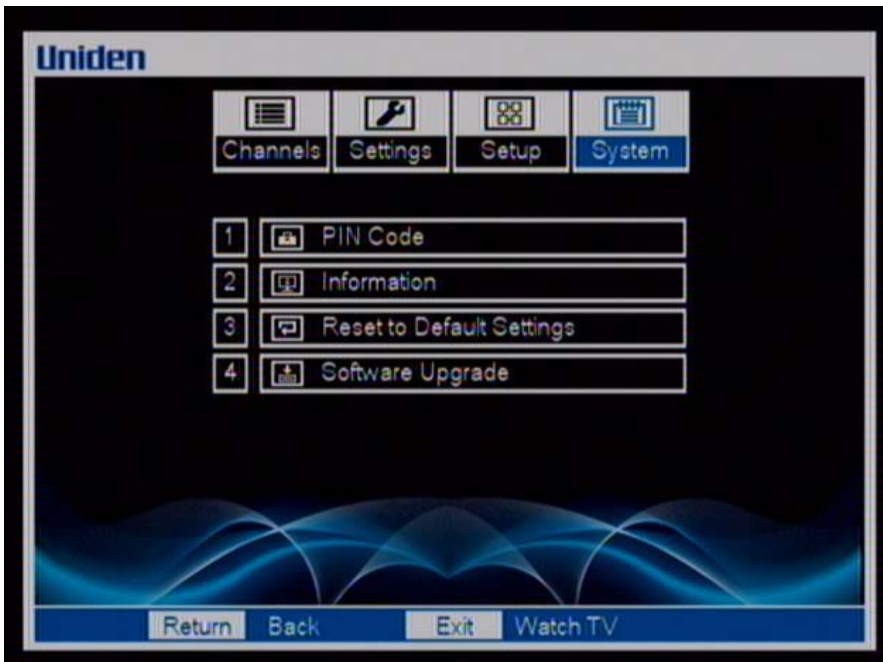 Uniden
Channels Settings Setup System
1 PIN Code
2 Information
3 Reset to Default Settings
4 Software Upgrade
Return Back Exit Watch TV